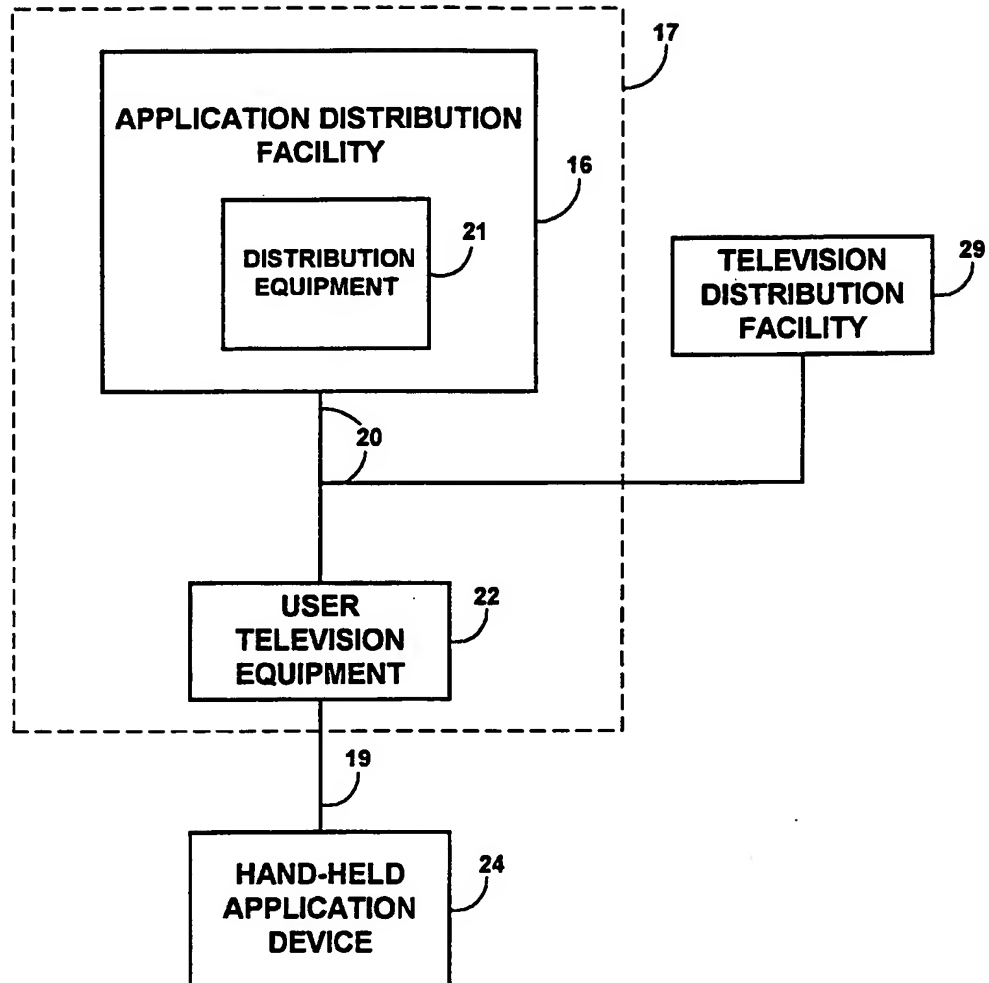 17
APPLICATION DISTRIBUTION
FACILITY
16
DISTRIBUTION
EQUIPMENT
21
TELEVISION
DISTRIBUTION
FACILITY
29
20
USER
TELEVISION
EQUIPMENT
22
19
HAND-HELD
APPLICATION
DEVICE
24